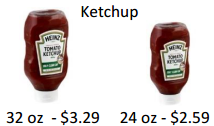 Ketchup
HEINZ
TOMATO
KETCHUP
HEINZ
TOMATO
KETCHUP
32 oz - $3.29
24 oz - $2.59